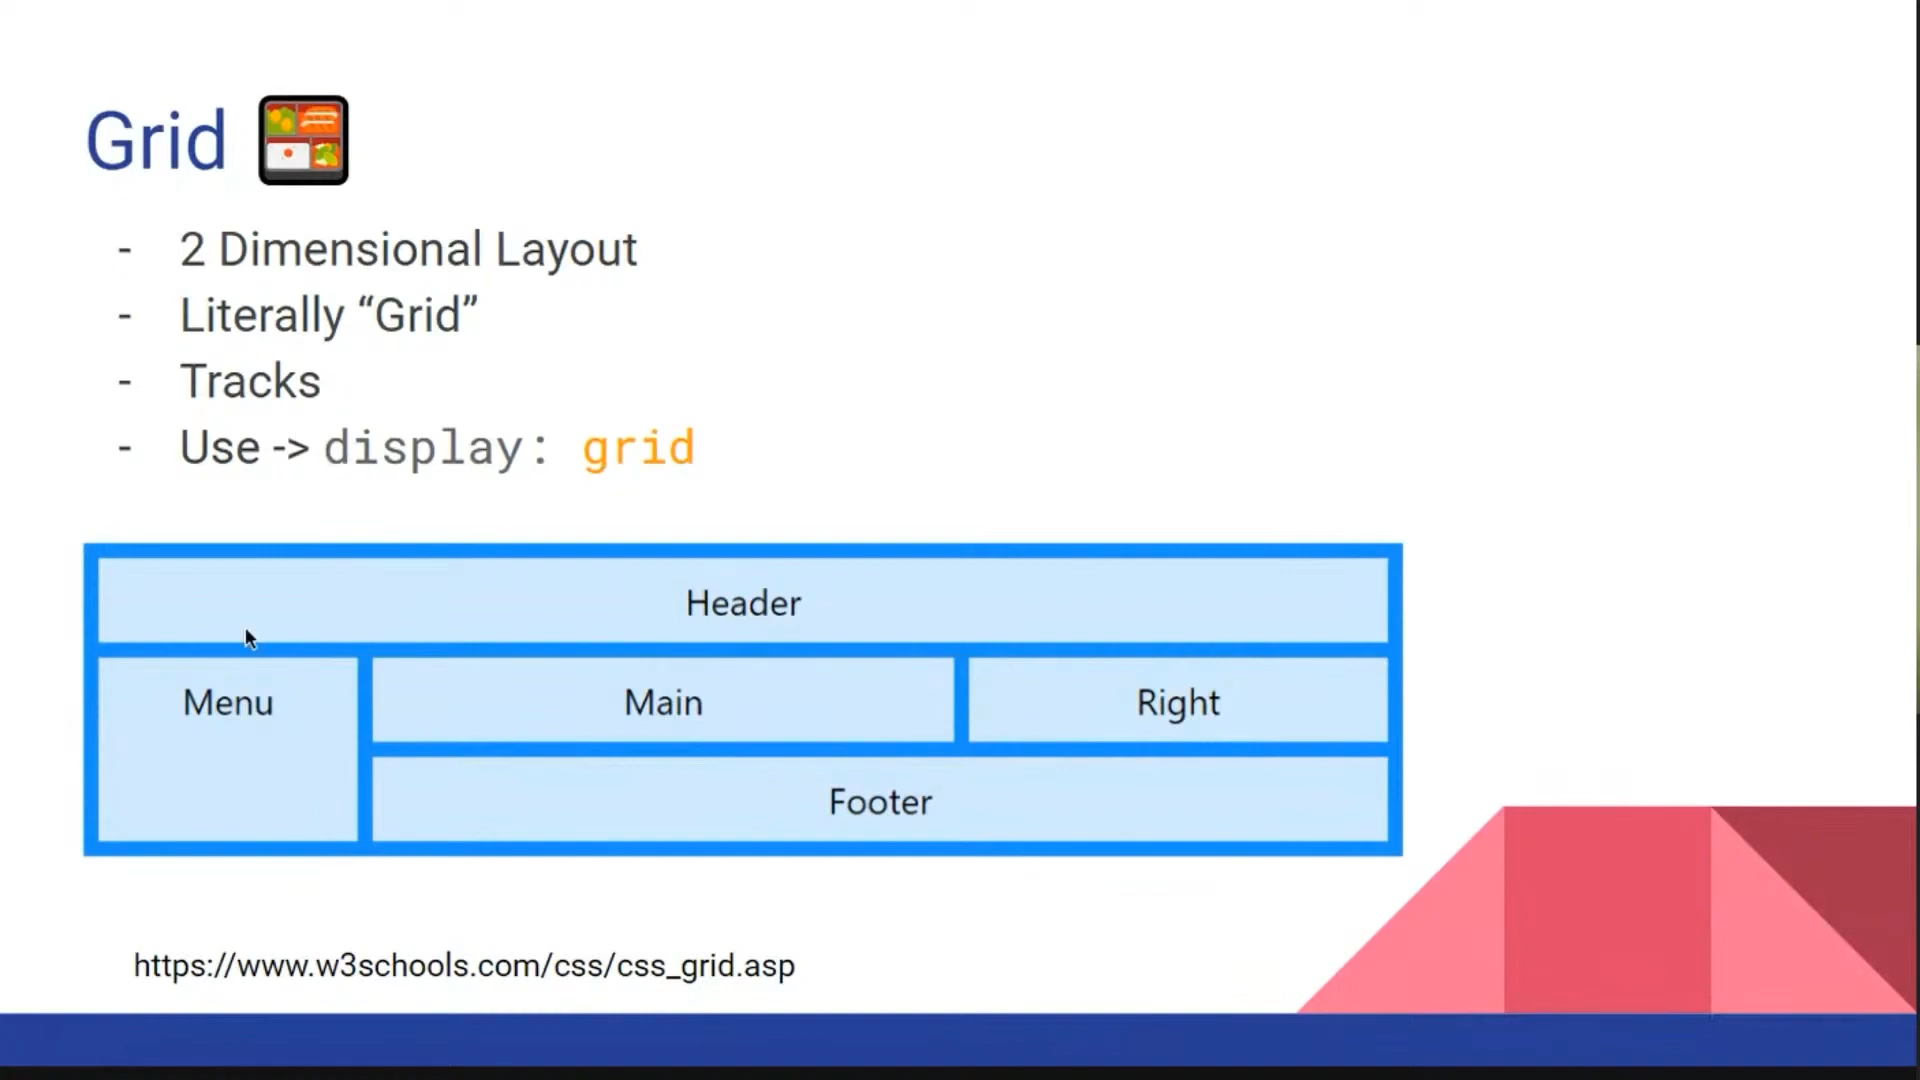 Grid
- 2 Dimensional Layout
- Literally “Grid”
- Tracks
- Use -> display: grid
Header
Menu
Main
Right
Footer
https://www.w3schools.com/css/css_grid.asp